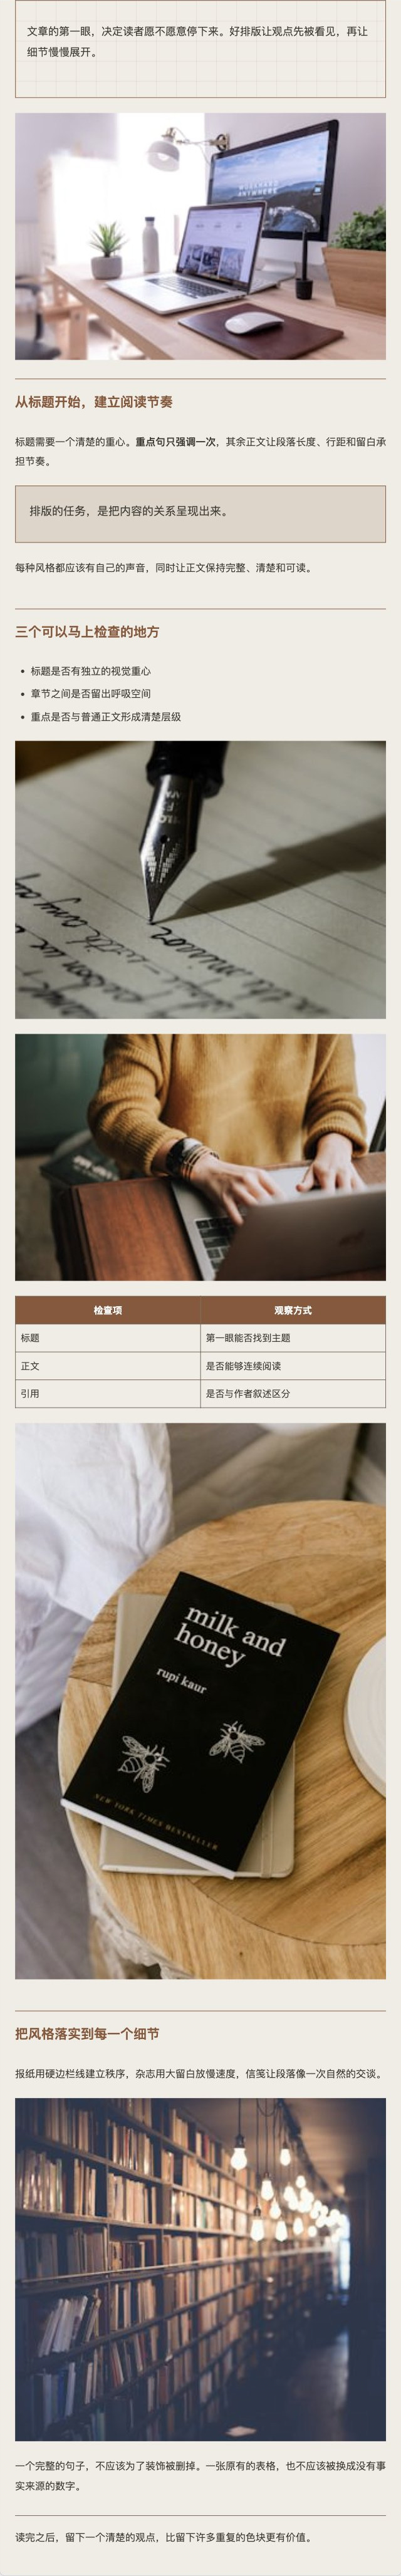 文章的第一眼，决定读者愿不愿意停下来。好排版让观点先被看见，再让
细节慢慢展开。
从标题开始，建立阅读节奏
标题需要一个清楚的重心。重点句只强调一次，其余正文让段落长度、行距和留白承
担节奏。
排版的任务，是把内容的关系呈现出来。
每种风格都应该有自己的声音，同时让正文保持完整、清楚和可读。
三个可以马上检查的地方
• 标题是否有独立的视觉重心
• 章节之间是否留出呼吸空间
• 重点是否与普通正文形成清楚层级
检查项 观察方式
标题 第一眼能否找到主题
正文 是否能够连续阅读
引用 是否与作者叙述区分
milk and
honey
rupi kaur
NEW YORK TIMES BESTSELLER
把风格落实到每一个细节
报纸用硬边栏线建立秩序，杂志用大留白放慢速度，信笺让段落像一次自然的交谈。
一个完整的句子，不应该为了装饰被删掉。一张原有的表格，也不应该被换成没有事
实来源的数字。
读完之后，留下一个清楚的观点，比留下许多重复的色块更有价值。